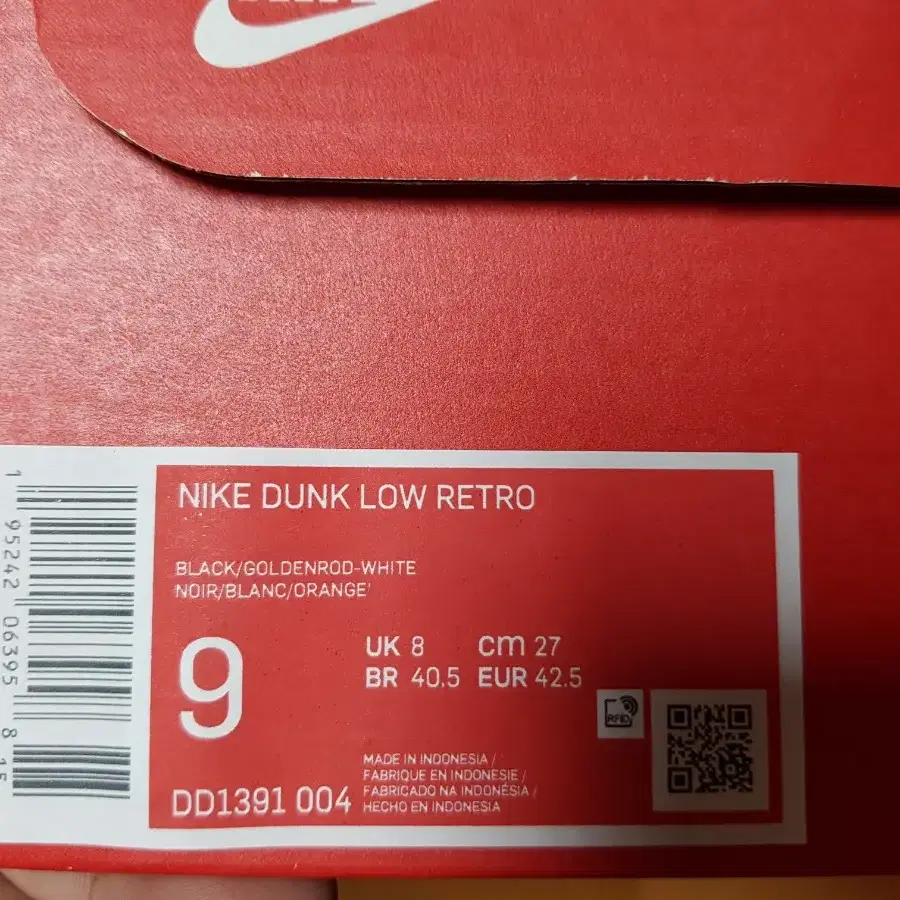 NIKE DUNK LOW RETRO
BLACK/GOLDENROD-WHITE
NOIR/BLANC/ORANGE'
9
UK 8 CM 27
BR 40.5 EUR 42.5
RFID
DD1391 004
MADE IN INDONESIA /
FABRIQUE EN INDONESIE /
FABRICADO NA INDONÉSIA /
HECHO EN INDONESIA
1 95242 06395 8 15